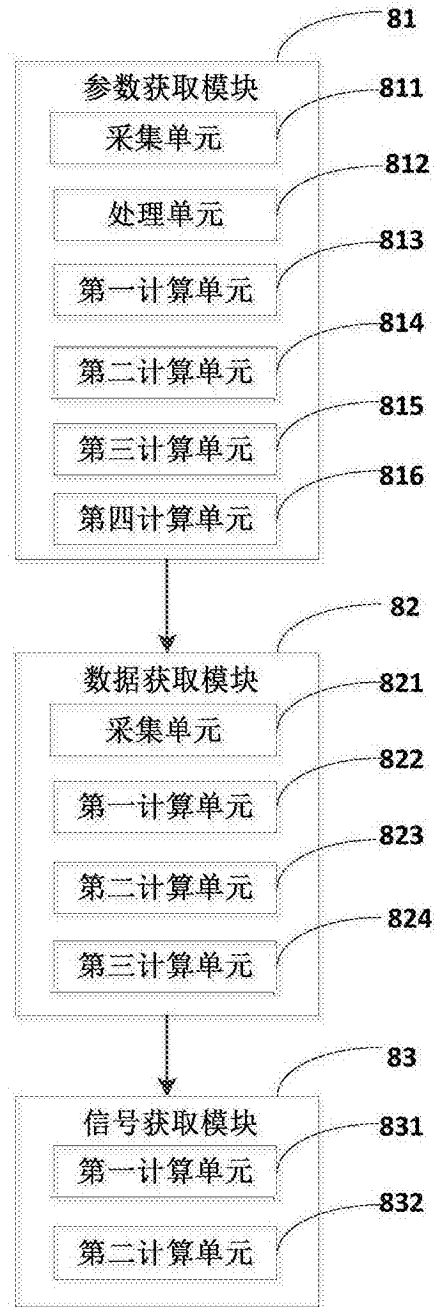 81
参数获取模块
811
采集单元
812
处理单元
813
第一计算单元
814
第二计算单元
815
第三计算单元
816
第四计算单元
82
数据获取模块
821
采集单元
822
第一计算单元
823
第二计算单元
824
第三计算单元
83
信号获取模块
831
第一计算单元
832
第二计算单元